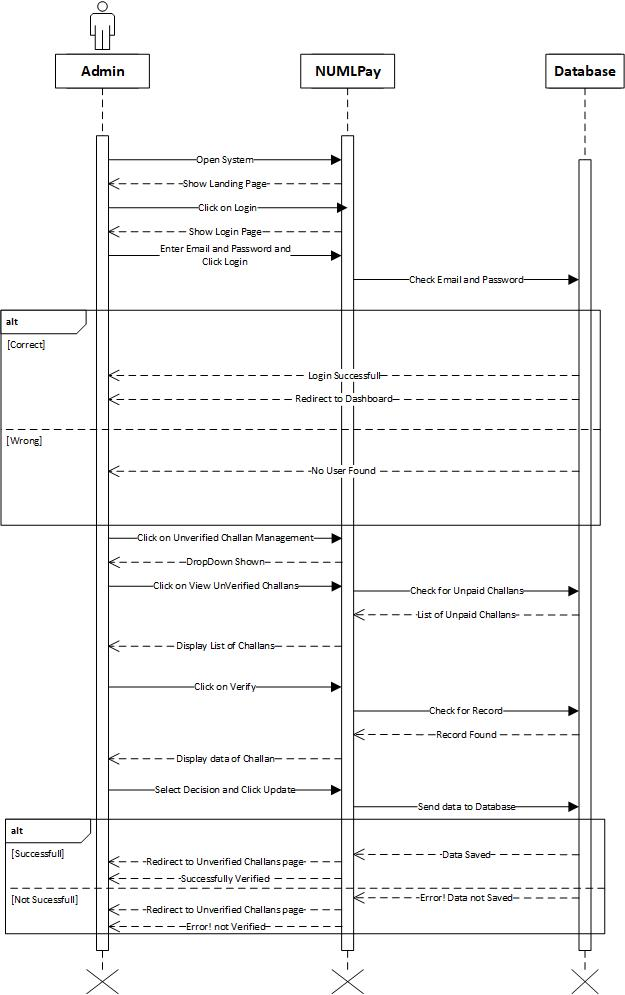 Admin
NUMLPay
Database
Open System
Show Landing Page
Click on Login
Show Login Page
Enter Email and Password and
Click Login
Check Email and Password
alt
[Correct]
Login Successfull
Redirect to Dashboard
[Wrong]
No User Found
Click on Unverified Challan Management
DropDown Shown
Click on View UnVerified Challans
Check for Unpaid Challans
List of Unpaid Challans
Display List of Challans
Click on Verify
Check for Record
Record Found
Display data of Challan
Select Decision and Click Update
Send data to Database
alt
[Successfull]
Data Saved
Redirect to Unverified Challans page
Successfully Verified
[Not Sucessfull]
Error! Data not Saved
Redirect to Unverified Challans page
Error! not Verified